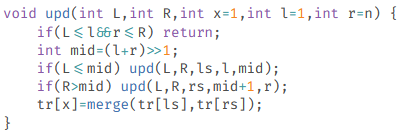 void upd(int L,int R,int x=1,int l=1,int r=n) {
    if(L<=l&&r<=R) return;
    int mid=(l+r)>>1;
    if(L<=mid) upd(L,R,ls,l,mid);
    if(R>mid) upd(L,R,rs,mid+1,r);
    tr[x]=merge(tr[ls],tr[rs]);
}